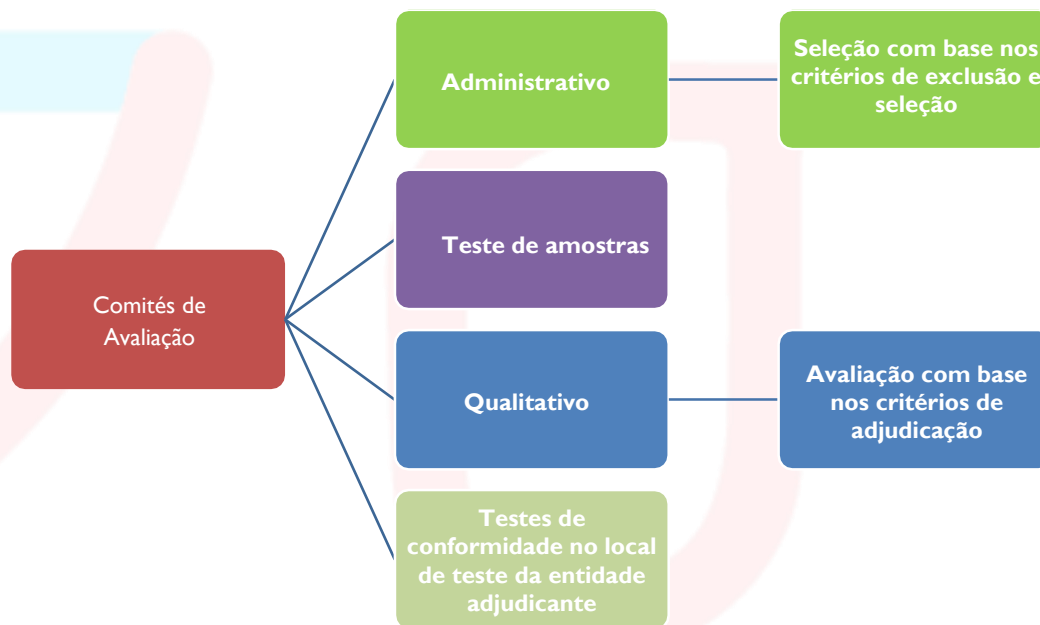 Administrativo
Seleção com base nos
critérios de exclusão e
seleção
Teste de amostras
Comités de
Avaliação
Qualitativo
Avaliação com base
nos critérios de
adjudicação
Testes de
conformidade no local
de teste da entidade
adjudicante